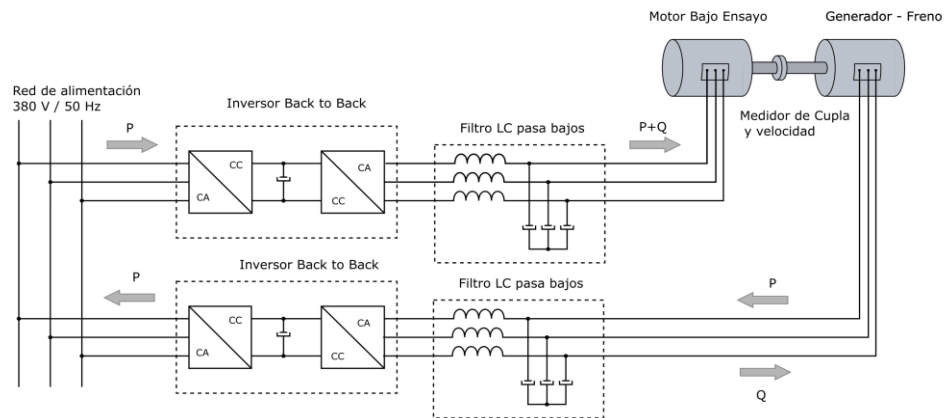 Motor Bajo Ensayo
Generador - Freno
Red de alimentación
380 V / 50 Hz
Inversor Back to Back
Filtro LC pasa bajos
Medidor de Cupla
y velocidad
P
P+Q
CC
CA
CA
CC
Inversor Back to Back
Filtro LC pasa bajos
P
P
CC
CA
CA
CC
Q